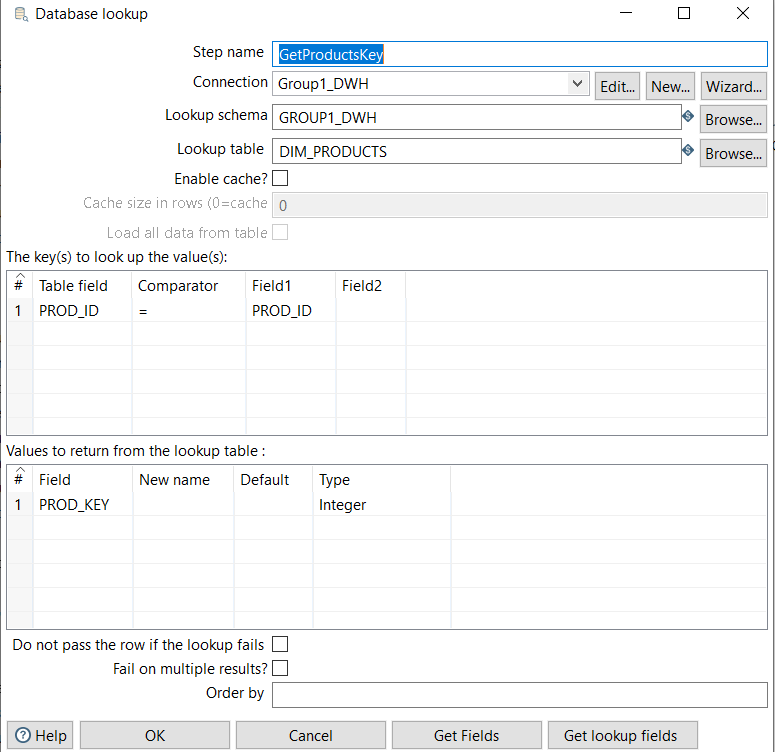 Database lookup
Step name GetProductsKey
Connection Group1_DWH Edit... New... Wizard...
Lookup schema GROUP1_DWH Browse...
Lookup table DIM_PRODUCTS Browse...
Enable cache?
Cache size in rows (0=cache 0
Load all data from table
The key(s) to look up the value(s):
# Table field Comparator Field1 Field2
1 PROD_ID = PROD_ID
Values to return from the lookup table :
# Field New name Default Type
1 PROD_KEY Integer
Do not pass the row if the lookup fails
Fail on multiple results?
Order by
Help OK Cancel Get Fields Get lookup fields